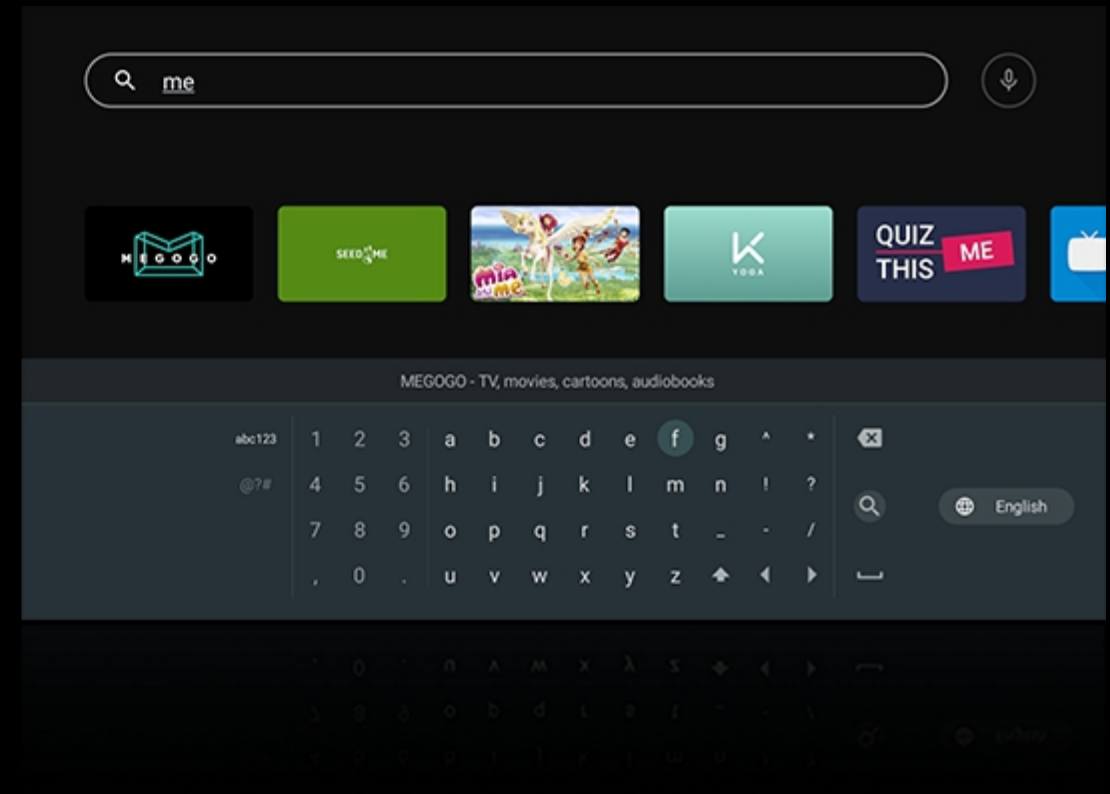 me
MEGOGO
SEED ME
mia and me
K YOGA
QUIZ THIS ME
MEGOGO - TV, movies, cartoons, audiobooks
abc123 1 2 3 a b c d e f g ^ *
@?# 4 5 6 h i j k l m n ! ?
7 8 9 o p q r s t _ - /
, 0 . u v w x y z
English